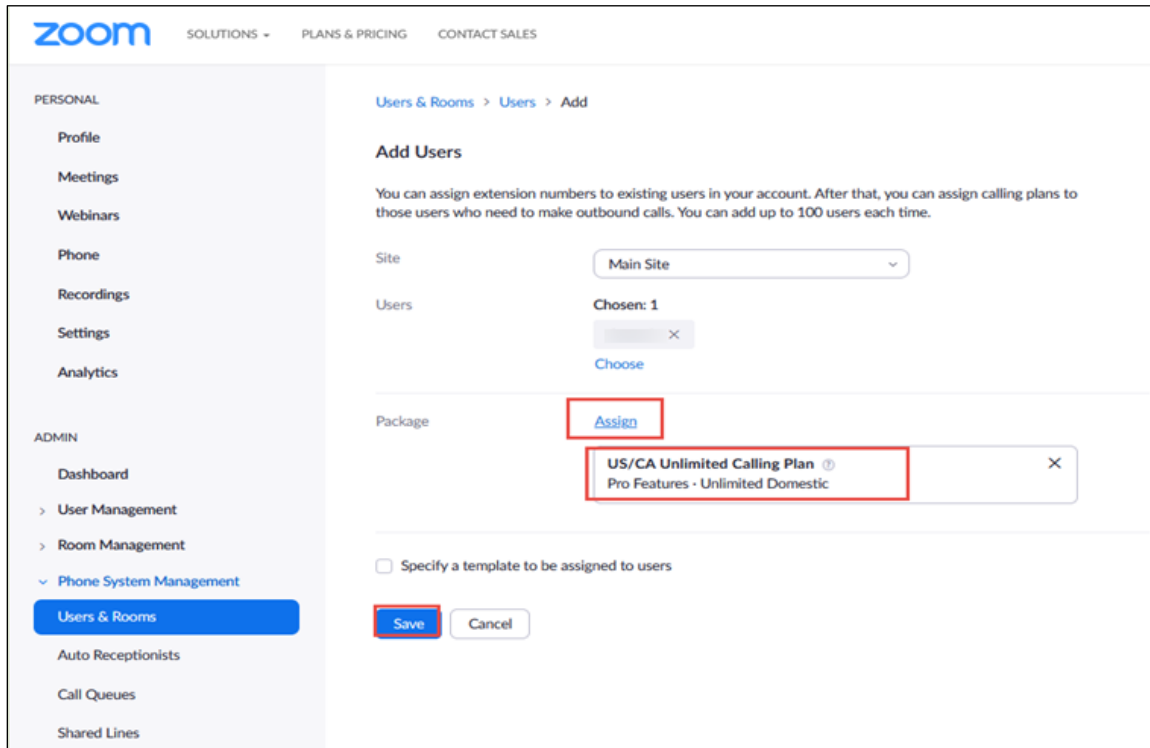 zoom
SOLUTIONS
PLANS & PRICING
CONTACT SALES
PERSONAL
Profile
Meetings
Webinars
Phone
Recordings
Settings
Analytics
ADMIN
Dashboard
User Management
Room Management
Phone System Management
Users & Rooms
Auto Receptionists
Call Queues
Shared Lines
Users & Rooms > Users > Add
Add Users
You can assign extension numbers to existing users in your account. After that, you can assign calling plans to
those users who need to make outbound calls. You can add up to 100 users each time.
Site
Main Site
Users
Chosen: 1
Choose
Package
Assign
US/CA Unlimited Calling Plan
Pro Features · Unlimited Domestic
Specify a template to be assigned to users
Save
Cancel